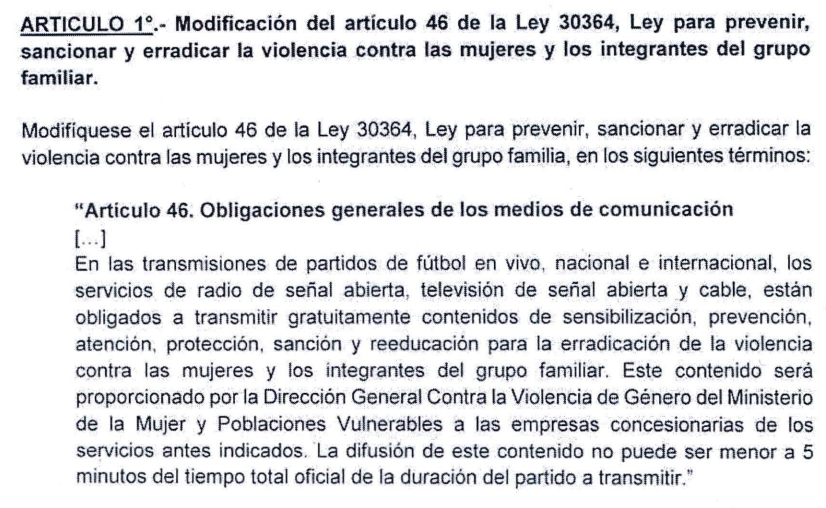 ARTICULO 1º.- Modificación del artículo 46 de la Ley 30364, Ley para prevenir,
sancionar y erradicar la violencia contra las mujeres y los integrantes del grupo
familiar.
Modifíquese el artículo 46 de la Ley 30364, Ley para prevenir, sancionar y erradicar la
violencia contra las mujeres y los integrantes del grupo familia, en los siguientes términos:
“Artículo 46. Obligaciones generales de los medios de comunicación
[...]
En las transmisiones de partidos de fútbol en vivo, nacional e internacional, los
servicios de radio de señal abierta, televisión de señal abierta y cable, están
obligados a transmitir gratuitamente contenidos de sensibilización, prevención,
atención, protección, sanción y reeducación para la erradicación de la violencia
contra las mujeres y los integrantes del grupo familiar. Este contenido será
proporcionado por la Dirección General Contra la Violencia de Género del Ministerio
de la Mujer y Poblaciones Vulnerables a las empresas concesionarias de los
servicios antes indicados. La difusión de este contenido no puede ser menor a 5
minutos del tiempo total oficial de la duración del partido a transmitir.”